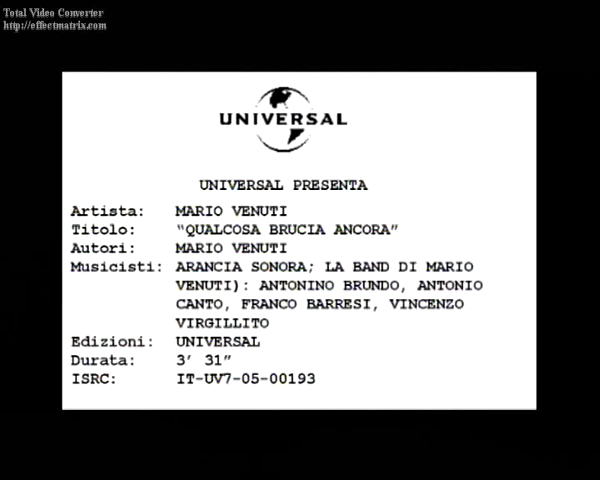 Total Video Converter
http://effectmatrix.com
UNIVERSAL
UNIVERSAL PRESENTA
Artista: MARIO VENUTI
Titolo: “QUALCOSA BRUCIA ANCORA”
Autori: MARIO VENUTI
Musicisti: ARANCIA SONORA; LA BAND DI MARIO
VENUTI): ANTONINO BRUNDO, ANTONIO
CANTO, FRANCO BARRESI, VINCENZO
VIRGILLITO
Edizioni: UNIVERSAL
Durata: 3’ 31”
ISRC: IT-UV7-05-00193